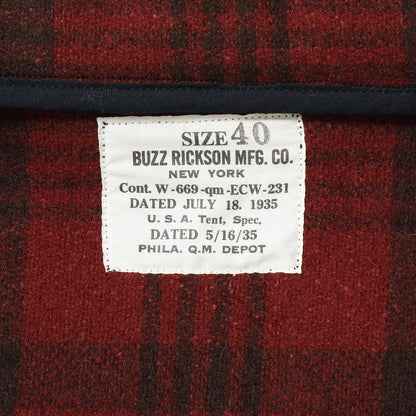 SIZE 40
BUZZ RICKSON MFG. CO.
NEW YORK
Cont. W-669-qm-ECW-231
DATED JULY 18. 1935
U. S. A. Tent, Spec.
DATED 5/16/35
PHILA. Q.M. DEPOT